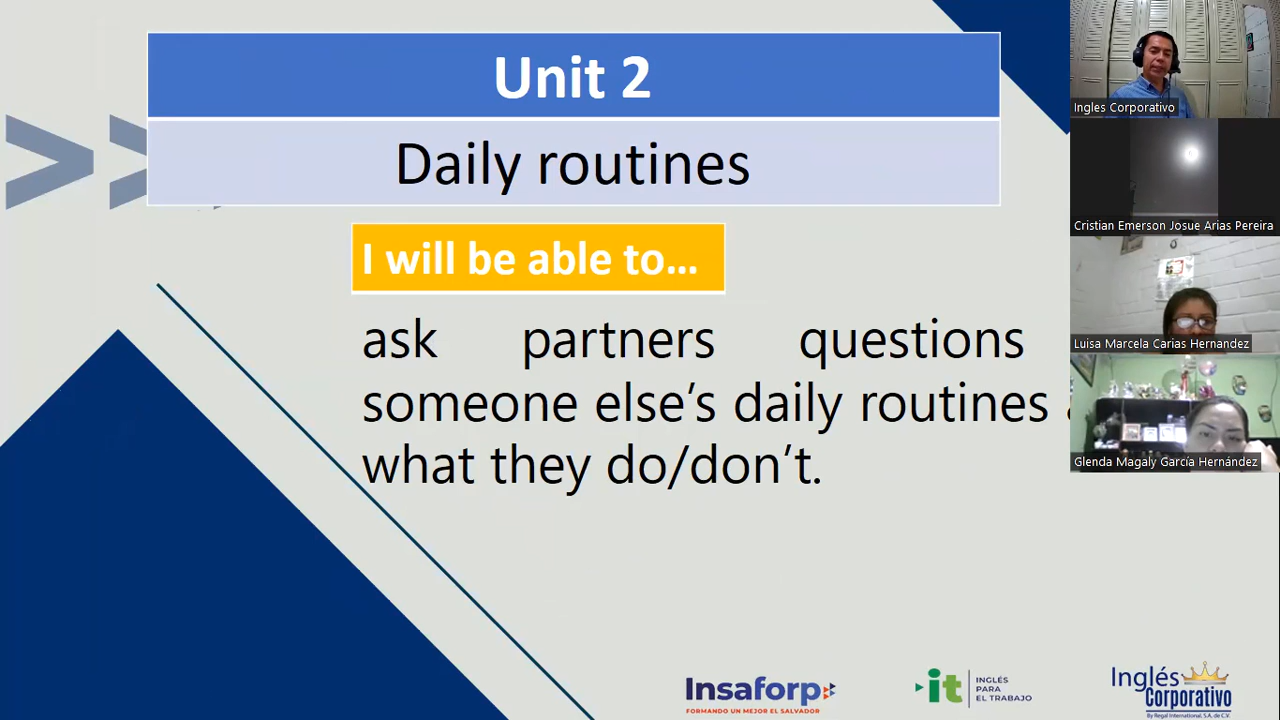 Unit 2
Daily routines
I will be able to...
ask partners questions
someone else's daily routines
what they do/don't.
Ingles Corporativo
Cristian Emerson Josue Arias Pereira
Luisa Marcela Carias Hernandez
Glenda Magaly García Hernández
Insaforp
FORMANDO UN MEJOR EL SALVADOR
it
INGLÉS
PARA
EL TRABAJO
Inglés
Corporativo
By Regal International, S.A. de C.V.